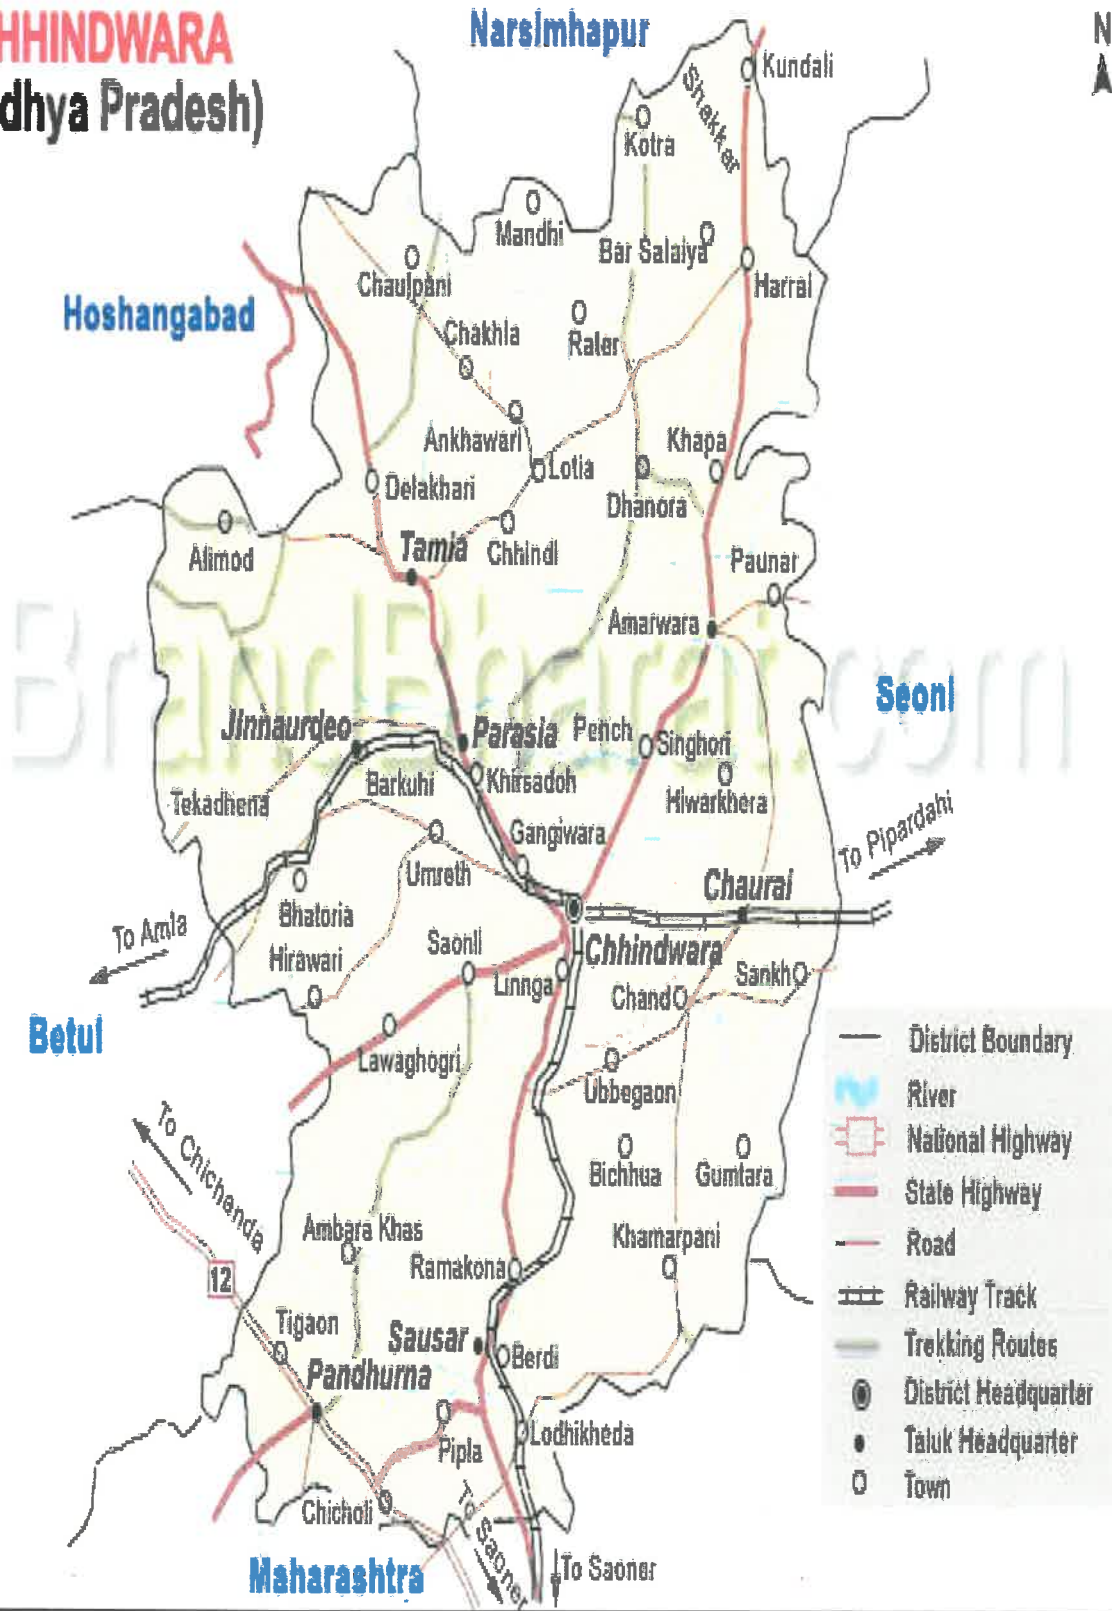 HHINDWARA
dhya Pradesh)
Narsimhapur
N
Kundali
Shakkar
Kotra
Mandhi
Bar Salaiya
Chaulpani
Harrai
Hoshangabad
Chakhla
Raler
Ankhawari
Khapa
Lotia
Delakhari
Dhanora
Tamia
Chhindi
Alimod
Paunar
Amarwara
BrandBharat.com
Seoni
Jinnaurdeo
Parasia
Pench
Singhori
Barkuhi
Khirsadoh
Hiwarkhera
Tekadhena
Gangiwara
To Pipardahi
Umreth
Chaurai
Bhatoria
To Amla
Saonli
Chhindwara
Hirawari
Linnga
Sankh
Chand
Betul
Lawaghogri
Ubbegaon
District Boundary
River
National Highway
State Highway
Road
Railway Track
Trekking Routes
District Headquarter
Taluk Headquarter
Town
To Chichenda
Bichhua
Gumtara
Ambara Khas
Khamarpani
Ramakona
12
Tigaon
Sausar
Berdi
Pandhurna
Lodhikheda
Pipla
Chicholi
To Saoner
To Saoner
Maharashtra